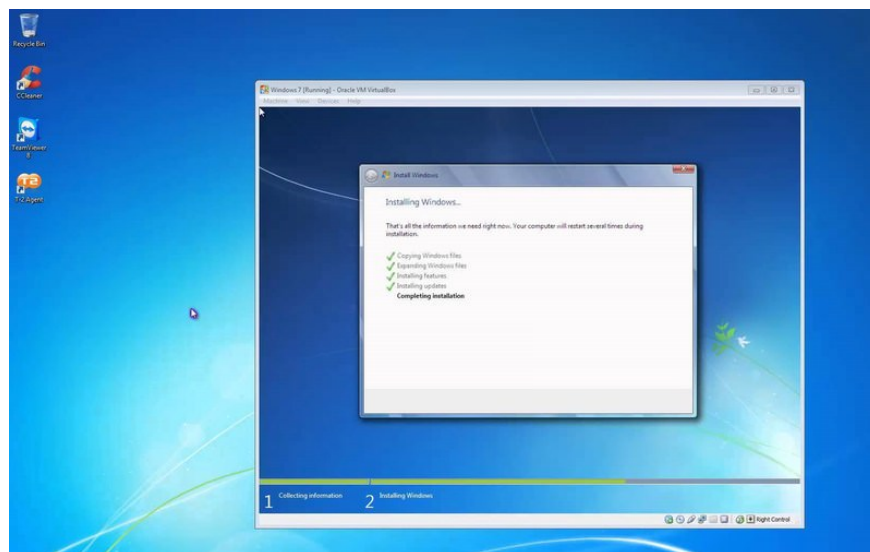 Recycle Bin
CCleaner
TeamViewer
8
Tr2 Agent
Windows 7 [Running] - Oracle VM VirtualBox
Machine View Devices Help
Install Windows
Installing Windows...
That's all the information we need right now. Your computer will restart several times during
installation.
Copying Windows files
Expanding Windows files
Installing features
Installing updates
Completing installation
1 Collecting information 2 Installing Windows
Right Control